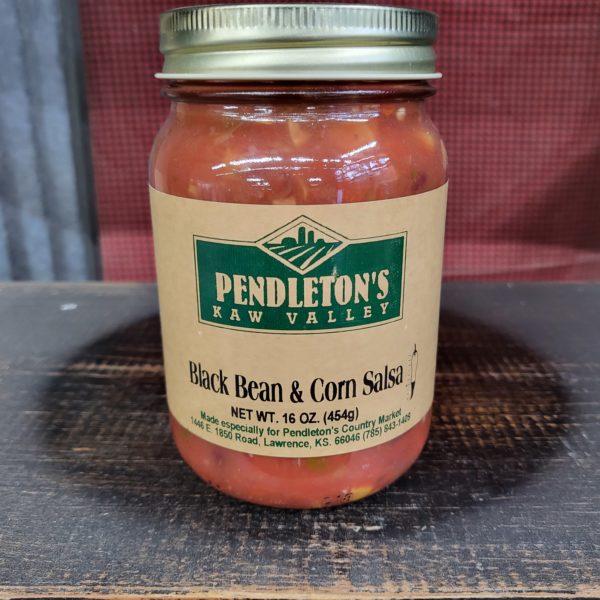 PENDLETON'S
KAW VALLEY
Black Bean & Corn Salsa
NET WT. 16 OZ. (454g)
Made especially for Pendleton's Country Market
1446 E. 1850 Road, Lawrence, KS. 66046 (785) 843-1409